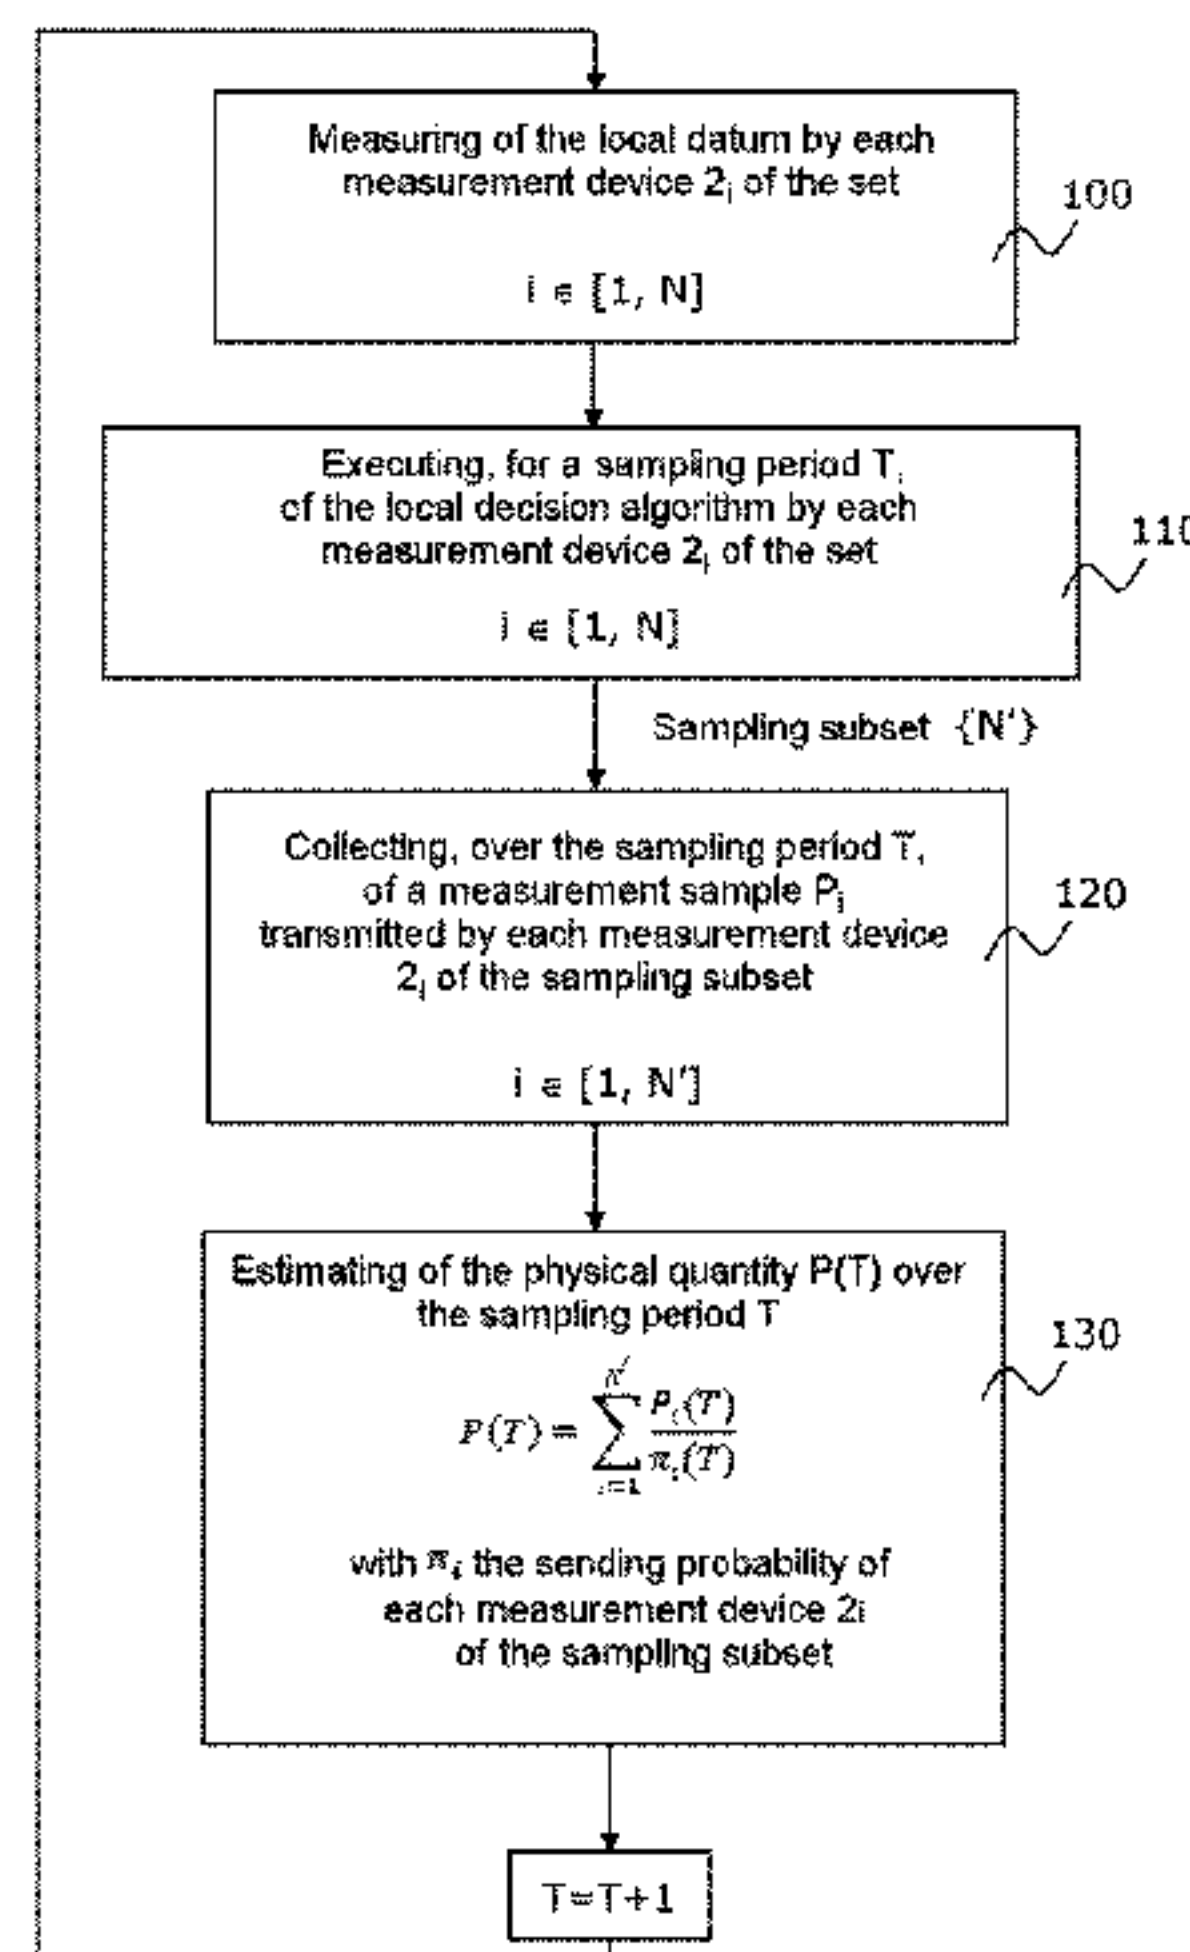 Measuring of the local datum by each
measurement device 2ᵢ of the set
i ∈ [1, N]
100
Executing, for a sampling period T,
of the local decision algorithm by each
measurement device 2ᵢ of the set
i ∈ [1, N]
110
Sampling subset {N'}
Collecting, over the sampling period T,
of a measurement sample Pᵢ
transmitted by each measurement device
2ᵢ of the sampling subset
i ∈ [1, N']
120
Estimating of the physical quantity P(T) over
the sampling period T
P(T) = ∑_{i=1}^{N'} Pᵢ(T)/πᵢ(T)
130
with πᵢ the sending probability of
each measurement device 2i
of the sampling subset
T=T+1